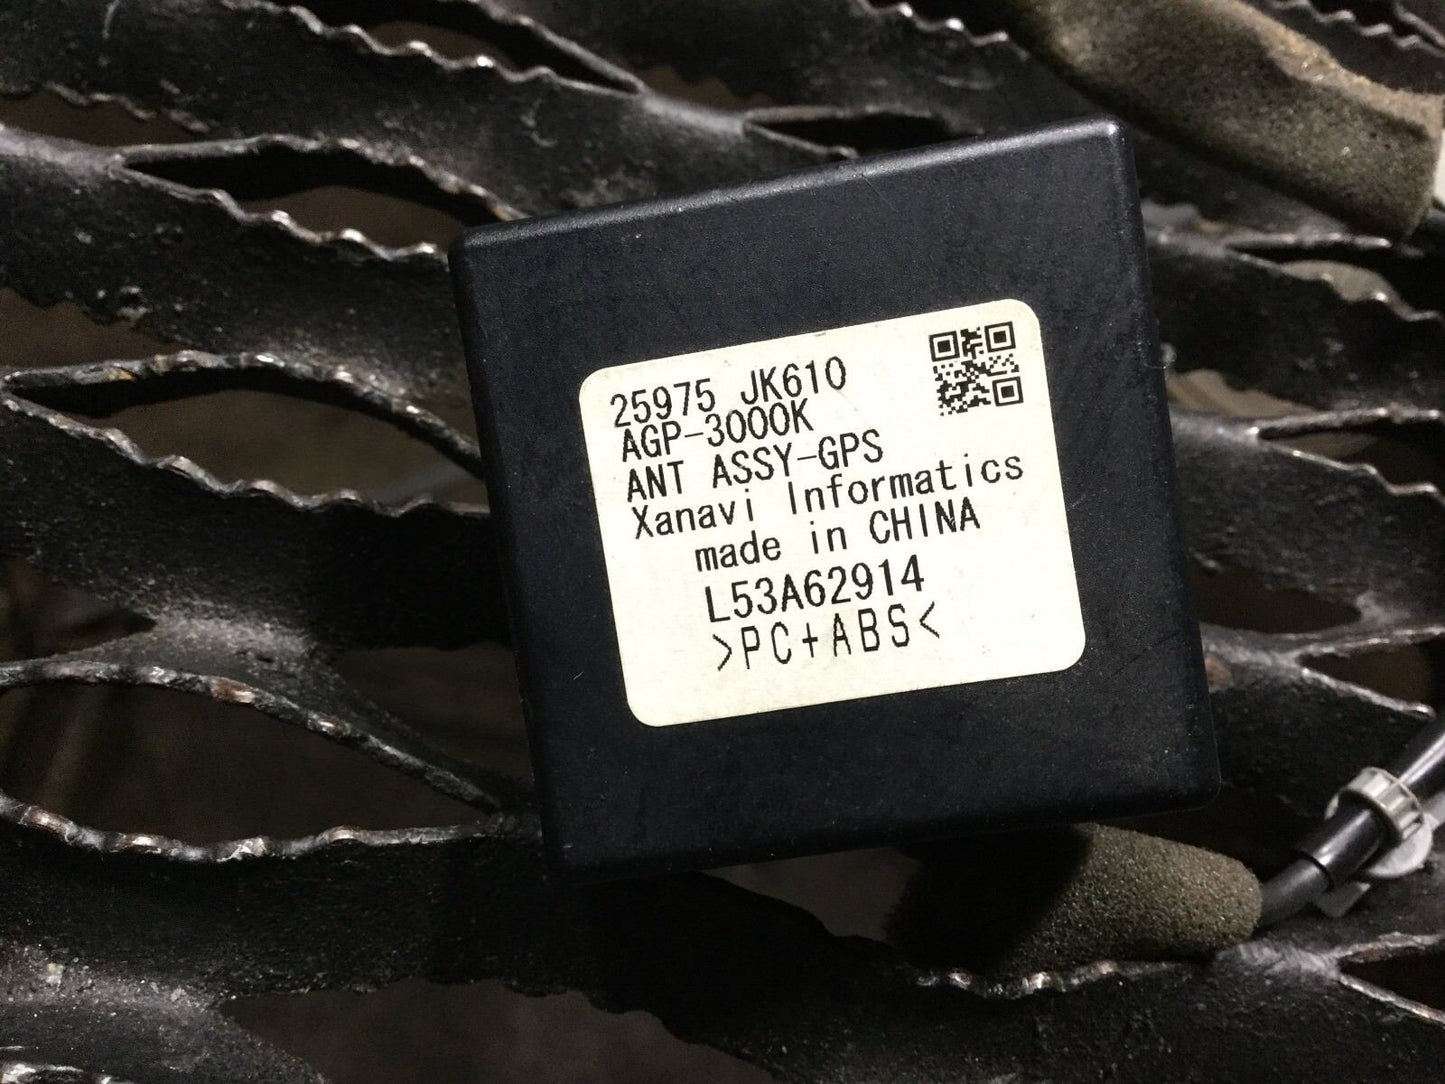 25975 JK610
AGP-3000K
ANT ASSY-GPS
Xanavi Informatics
made in CHINA
L53A62914
>PC+ABS<